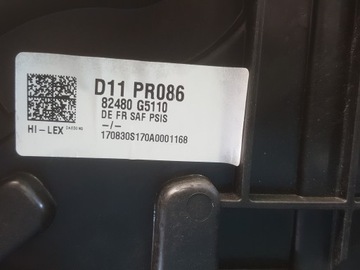 D11 PR086
82480 G5110
DE FR SAF PSIS
-/-
HI-LEX
170830S170A0001168